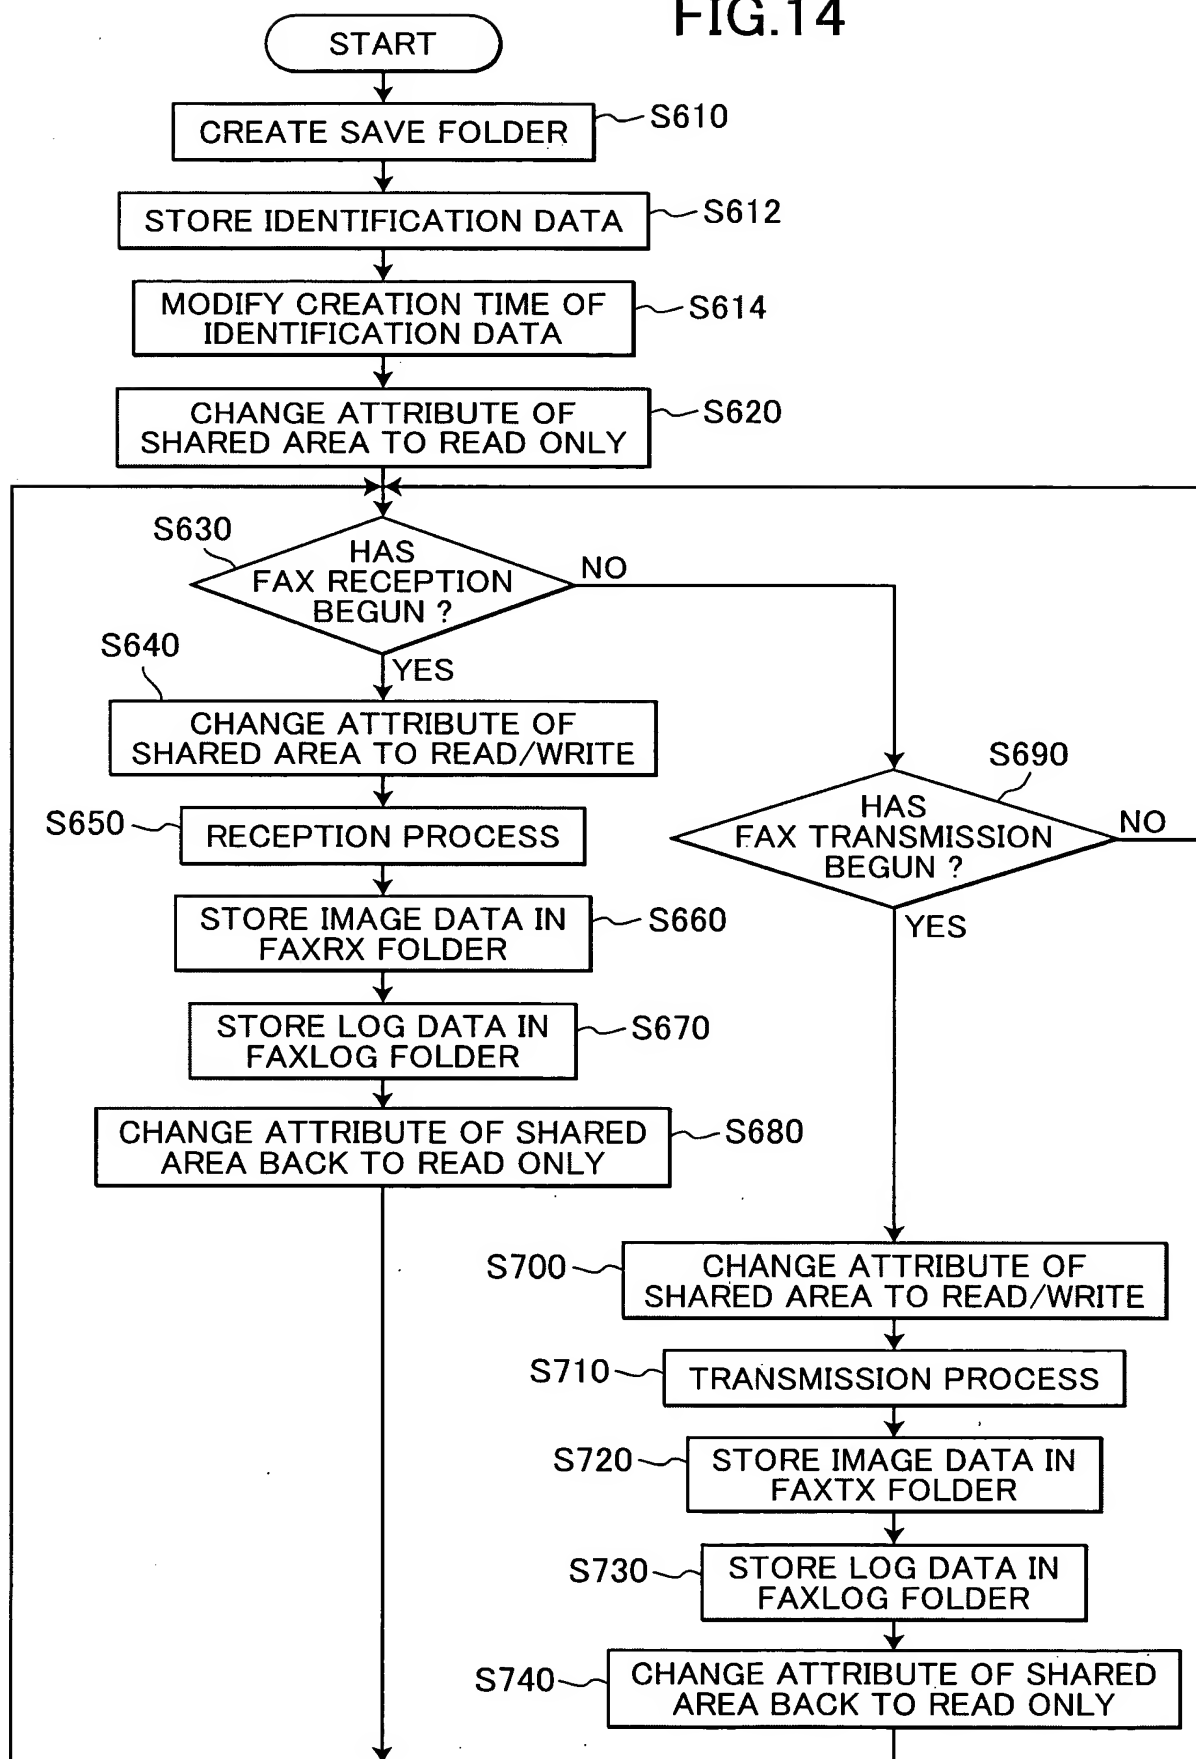 FIG.14
START
CREATE SAVE FOLDER
S610
STORE IDENTIFICATION DATA
S612
MODIFY CREATION TIME OF
IDENTIFICATION DATA
S614
CHANGE ATTRIBUTE OF
SHARED AREA TO READ ONLY
S620
S630
HAS
FAX RECEPTION
BEGUN ?
NO
YES
S640
CHANGE ATTRIBUTE OF
SHARED AREA TO READ/WRITE
S650
RECEPTION PROCESS
STORE IMAGE DATA IN
FAXRX FOLDER
S660
STORE LOG DATA IN
FAXLOG FOLDER
S670
CHANGE ATTRIBUTE OF SHARED
AREA BACK TO READ ONLY
S680
S690
HAS
FAX TRANSMISSION
BEGUN ?
NO
YES
S700
CHANGE ATTRIBUTE OF
SHARED AREA TO READ/WRITE
S710
TRANSMISSION PROCESS
S720
STORE IMAGE DATA IN
FAXTX FOLDER
S730
STORE LOG DATA IN
FAXLOG FOLDER
S740
CHANGE ATTRIBUTE OF SHARED
AREA BACK TO READ ONLY